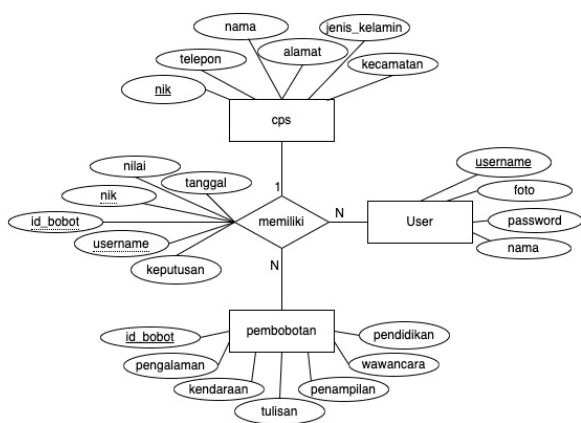 nama
jenis_kelamin
alamat
telepon
kecamatan
nik
cps
nilai
tanggal
nik
id_bobot
username
keputusan
1
memiliki
N
N
User
username
foto
password
nama
pembobotan
id_bobot
pengalaman
kendaraan
tulisan
penampilan
wawancara
pendidikan